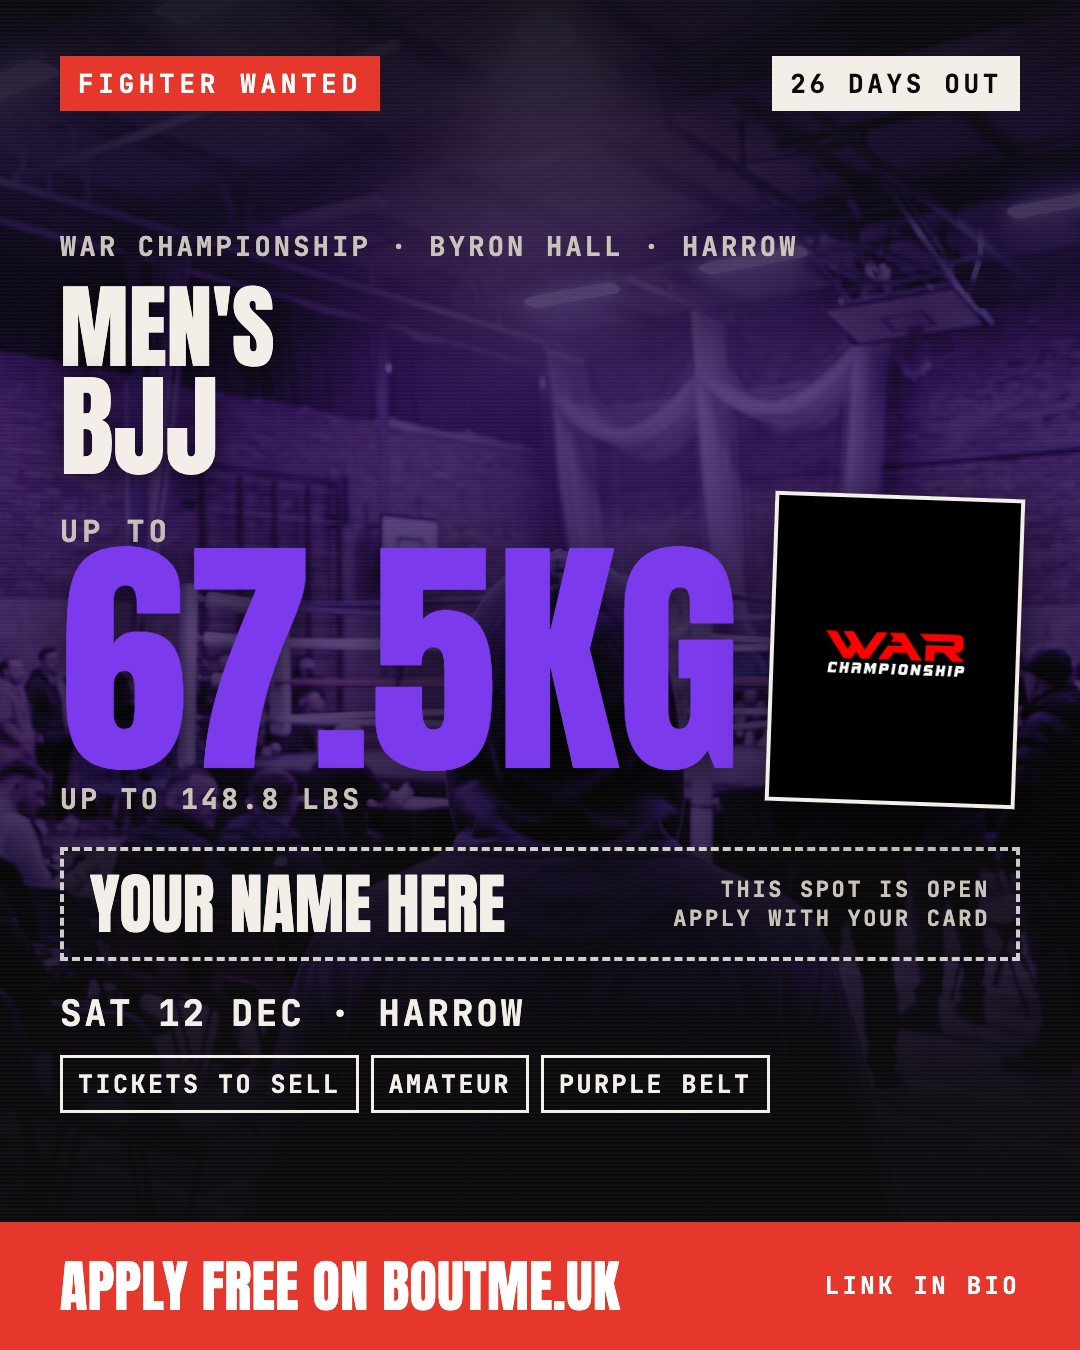 FIGHTER WANTED
26 DAYS OUT
WAR CHAMPIONSHIP · BYRON HALL · HARROW
MEN'S
BJJ
UP TO
67.5KG
WAR
CHAMPIONSHIP
UP TO 148.8 LBS
YOUR NAME HERE
THIS SPOT IS OPEN
APPLY WITH YOUR CARD
SAT 12 DEC · HARROW
TICKETS TO SELL
AMATEUR
PURPLE BELT
APPLY FREE ON BOUTME.UK
LINK IN BIO